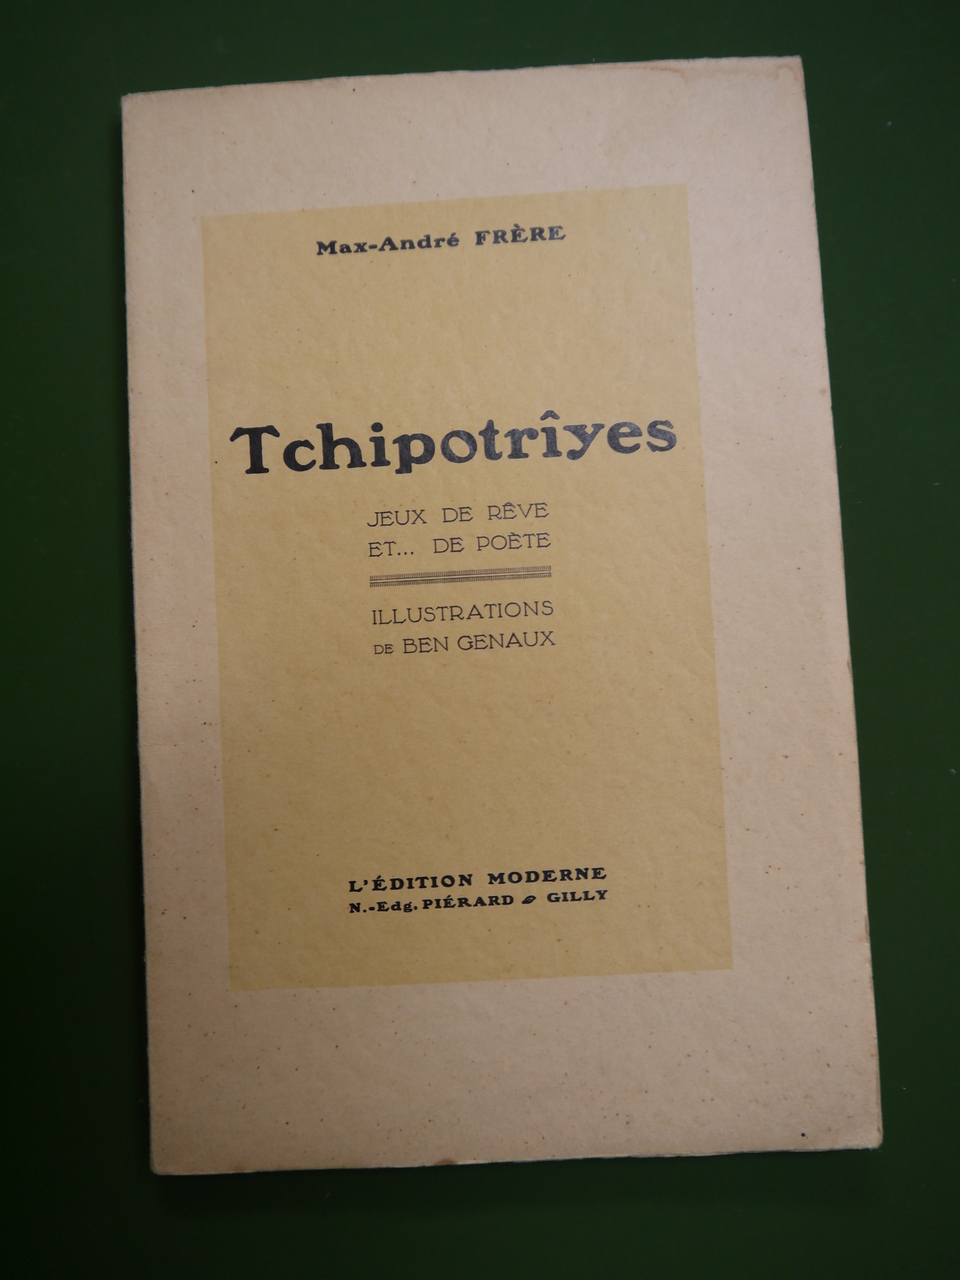 Max-André FRÈRE
Tchipotrîyes
JEUX DE RÊVE
ET... DE POÈTE
ILLUSTRATIONS
DE BEN GENAUX
L'ÉDITION MODERNE
N.-Edg. PIÉRARD GILLY